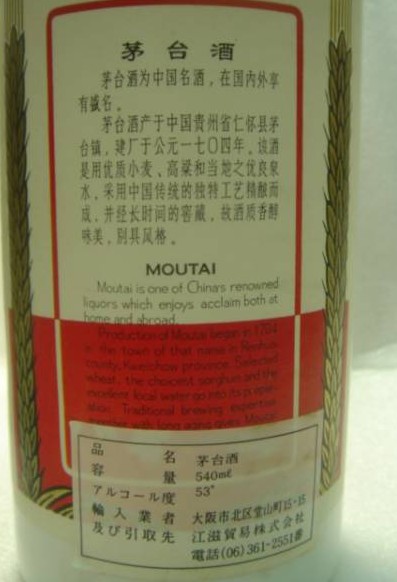 茅台酒
茅台酒为中国名酒，在国内外享
有盛名。
茅台酒产于中国貴州省仁怀县茅
台镇，建厂于公元一七〇四年。该酒
是用优质小麦、高粱和当地之优良泉
水，采用中国传统的独特工艺精酿而
成，并经长时间的窖藏，故酒质香醇
味美，别具风格。
MOUTAI
Moutai is one of China's renowned
liquors which enjoys acclaim both at
home and abroad.
Production of Moutai began in 1704
in the town of that name in Renhuai
county, Kweichow province. Selected
wheat, the choicest sorghum and the
excellent local water go into its prepar-
ation. Traditional brewing expertise
together with long aging gives Moutai
品名 茅台酒
容量 540mℓ
アルコール度 53°
輸入業者 大阪市北区堂山町15-15
及び引取先 江滋貿易株式会社
電話(06)361-2551番